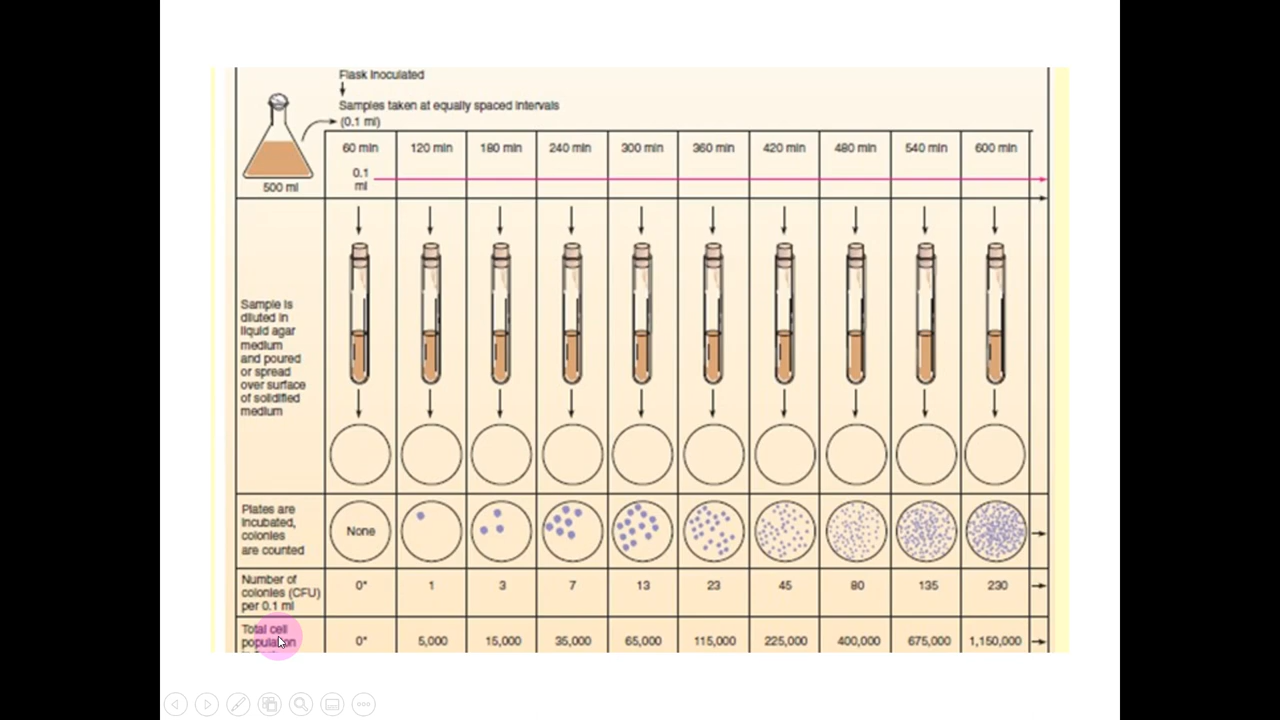 Flask inoculated
Samples taken at equally spaced intervals
(0.1 ml)
60 min 120 min 180 min 240 min 300 min 360 min 420 min 480 min 540 min 600 min
0.1
ml
500 ml
Sample is
diluted in
liquid agar
medium
and poured
or spread
over surface
of solidified
medium
Plates are
incubated,
colonies
are counted
None
Number of
colonies (CFU)
per 0.1 ml
0* 1 3 7 13 23 45 80 135 230
Total cell
population
0* 5,000 15,000 35,000 65,000 115,000 225,000 400,000 675,000 1,150,000